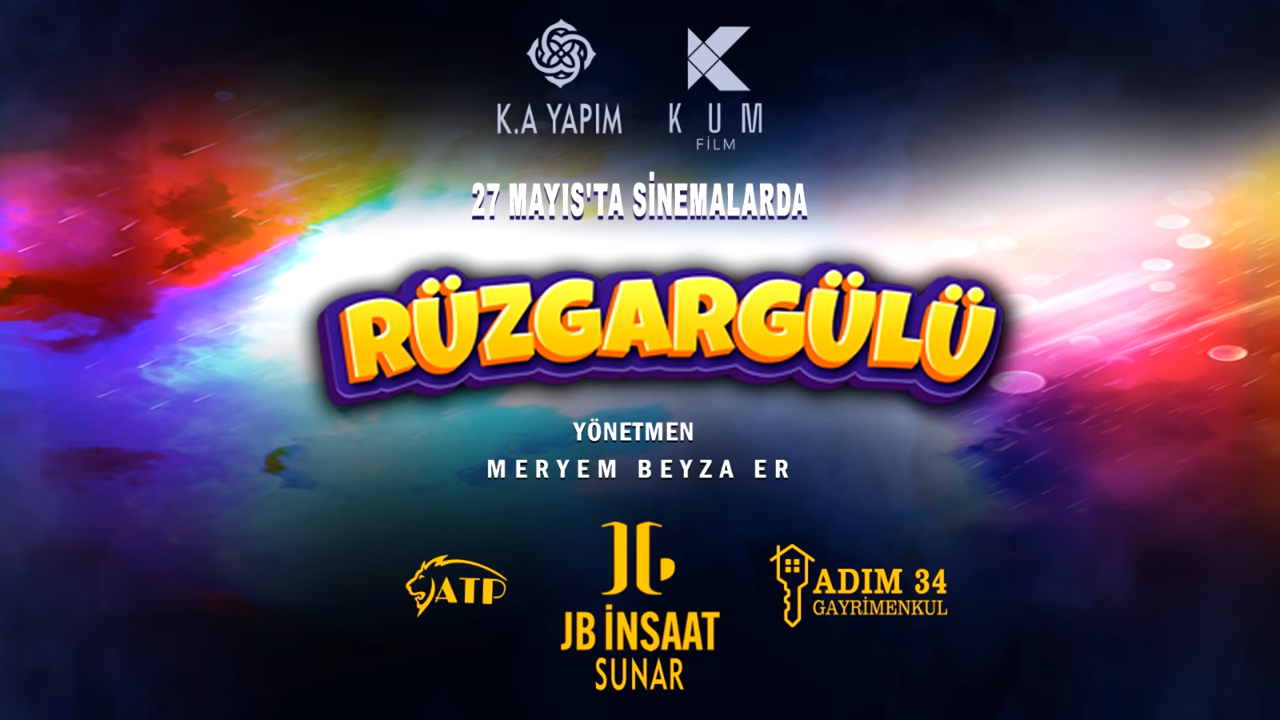 K.A YAPIM
KUM
FİLM
27 MAYIS'TA SİNEMALARDA
RÜZGARGÜLÜ
YÖNETMEN
MERYEM BEYZA ER
ATP
JB İNSAAT
SUNAR
ADIM 34
GAYRİMENKUL